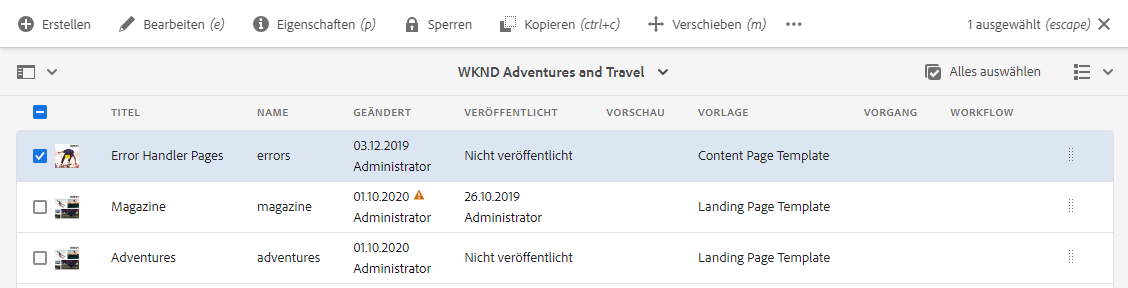 Erstellen Bearbeiten (e) Eigenschaften (p) Sperren Kopieren (ctrl+c) Verschieben (m) 1 ausgewählt (escape)
WKND Adventures and Travel Alles auswählen
TITEL NAME GEÄNDERT VERÖFFENTLICHT VORSCHAU VORLAGE VORGANG WORKFLOW
Error Handler Pages errors 03.12.2019 Administrator Nicht veröffentlicht Content Page Template
Magazine magazine 01.10.2020 Administrator 26.10.2019 Administrator Landing Page Template
Adventures adventures 01.10.2020 Administrator Nicht veröffentlicht Landing Page Template